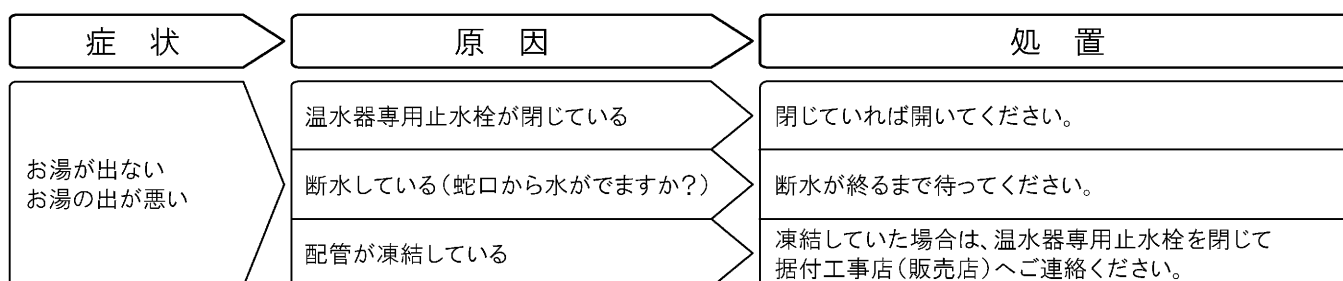 症 状
原 因
処 置
お湯が出ない
お湯の出が悪い
温水器専用止水栓が閉じている
閉じていれば開いてください。
断水している(蛇口から水がでますか?)
断水が終るまで待ってください。
配管が凍結している
凍結していた場合は、温水器専用止水栓を閉じて
据付工事店(販売店)へご連絡ください。